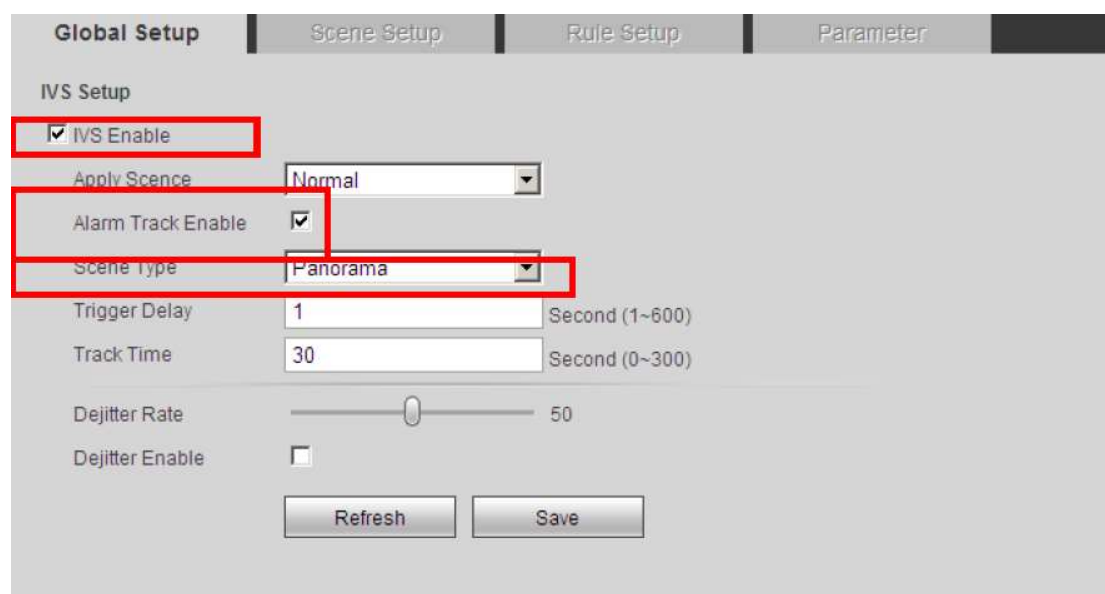 Global Setup Scene Setup Rule Setup Parameter
IVS Setup
IVS Enable
Apply Scence Normal
Alarm Track Enable
Scene Type Panorama
Trigger Delay 1 Second (1~600)
Track Time 30 Second (0~300)
Dejitter Rate 50
Dejitter Enable
Refresh Save